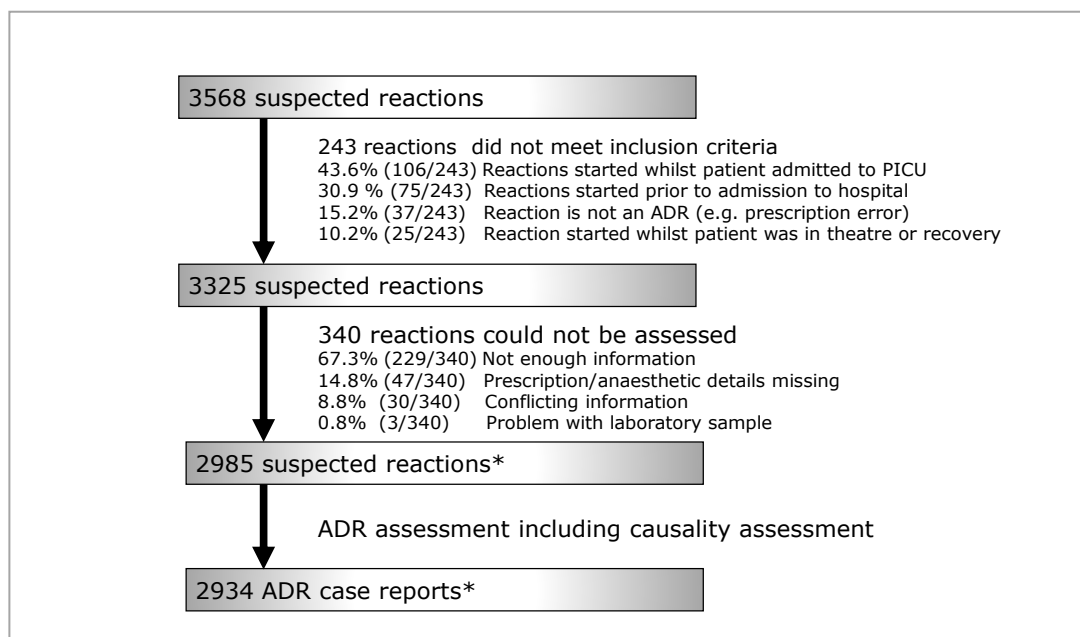 3568 suspected reactions
243 reactions did not meet inclusion criteria
43.6% (106/243) Reactions started whilst patient admitted to PICU
30.9 % (75/243) Reactions started prior to admission to hospital
15.2% (37/243) Reaction is not an ADR (e.g. prescription error)
10.2% (25/243) Reaction started whilst patient was in theatre or recovery
3325 suspected reactions
340 reactions could not be assessed
67.3% (229/340) Not enough information
14.8% (47/340) Prescription/anaesthetic details missing
8.8% (30/340) Conflicting information
0.8% (3/340) Problem with laboratory sample
2985 suspected reactions*
ADR assessment including causality assessment
2934 ADR case reports*